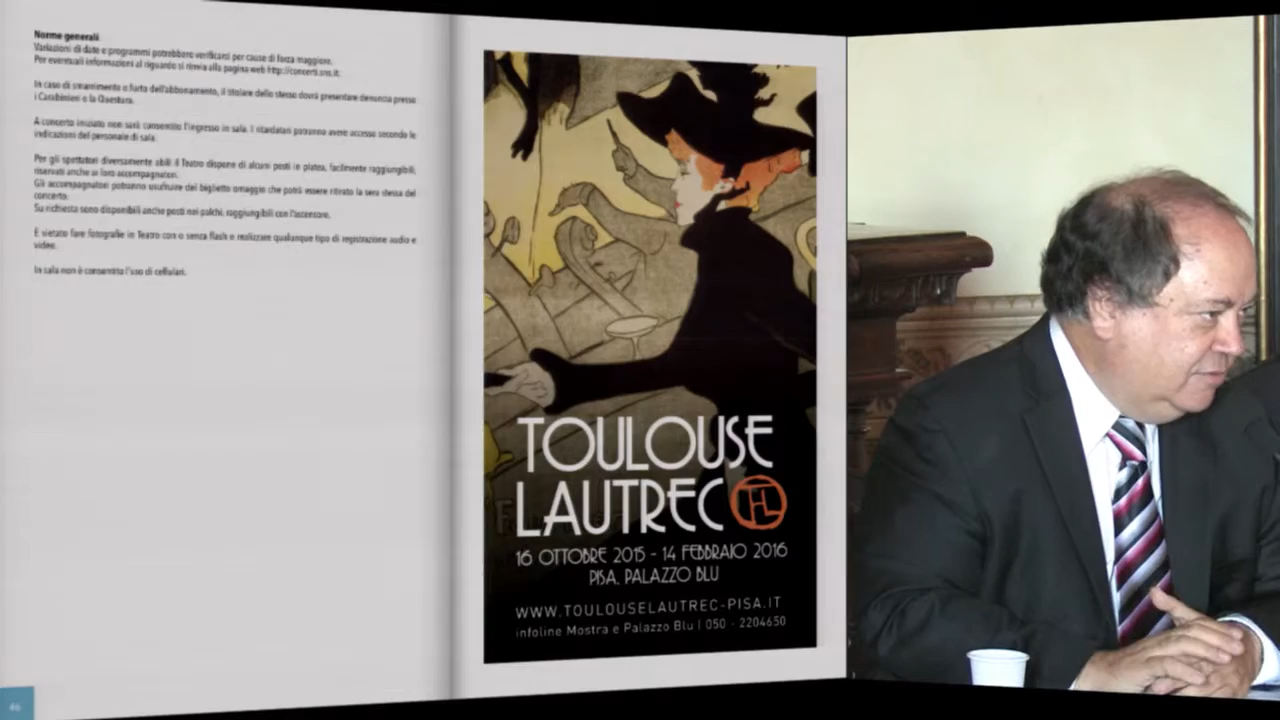 Norme generali
Variazioni di date e programmi potrebbero verificarsi per cause di forza maggiore.
Per eventuali informazioni al riguardo si rinvia alla pagina web http://concerti.sns.it.
In caso di smarrimento o furto dell'abbonamento, il titolare dello stesso dovrà presentare denuncia presso
i Carabinieri o la Questura.
A concerto iniziato non sarà consentito l'ingresso in sala. I ritardatari potranno avere accesso secondo le
indicazioni del personale di sala.
Per gli spettatori diversamente abili il Teatro dispone di alcuni posti in platea, facilmente raggiungibili,
riservati anche ai loro accompagnatori.
Gli accompagnatori potranno usufruire del biglietto omaggio che potrà essere ritirato la sera stessa del
concerto.
Su richiesta sono disponibili anche posti nei palchi, raggiungibili con l'ascensore.
È vietato fare fotografie in Teatro con o senza flash e realizzare qualunque tipo di registrazione audio e
video.
In sala non è consentito l'uso di cellulari.
46
TOULOUSE
LAUTREC HTL
16 OTTOBRE 2015 - 14 FEBBRAIO 2016
PISA, PALAZZO BLU
WWW.TOULOUSELAUTREC-PISA.IT
infoline Mostra e Palazzo Blu | 050 - 2204650